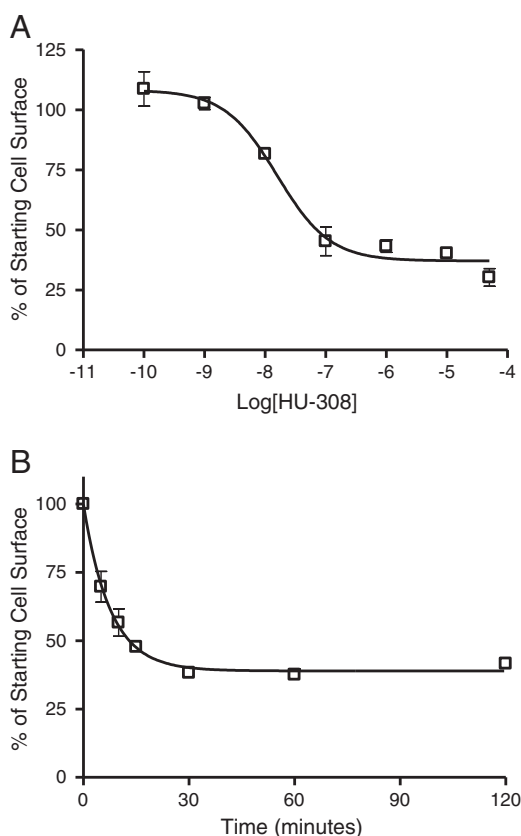 A
% of Starting Cell Surface
125
100
75
50
25
0
-11 -10 -9 -8 -7 -6 -5 -4
Log[HU-308]
B
% of Starting Cell Surface
100
75
50
25
0
0 30 60 90 120
Time (minutes)